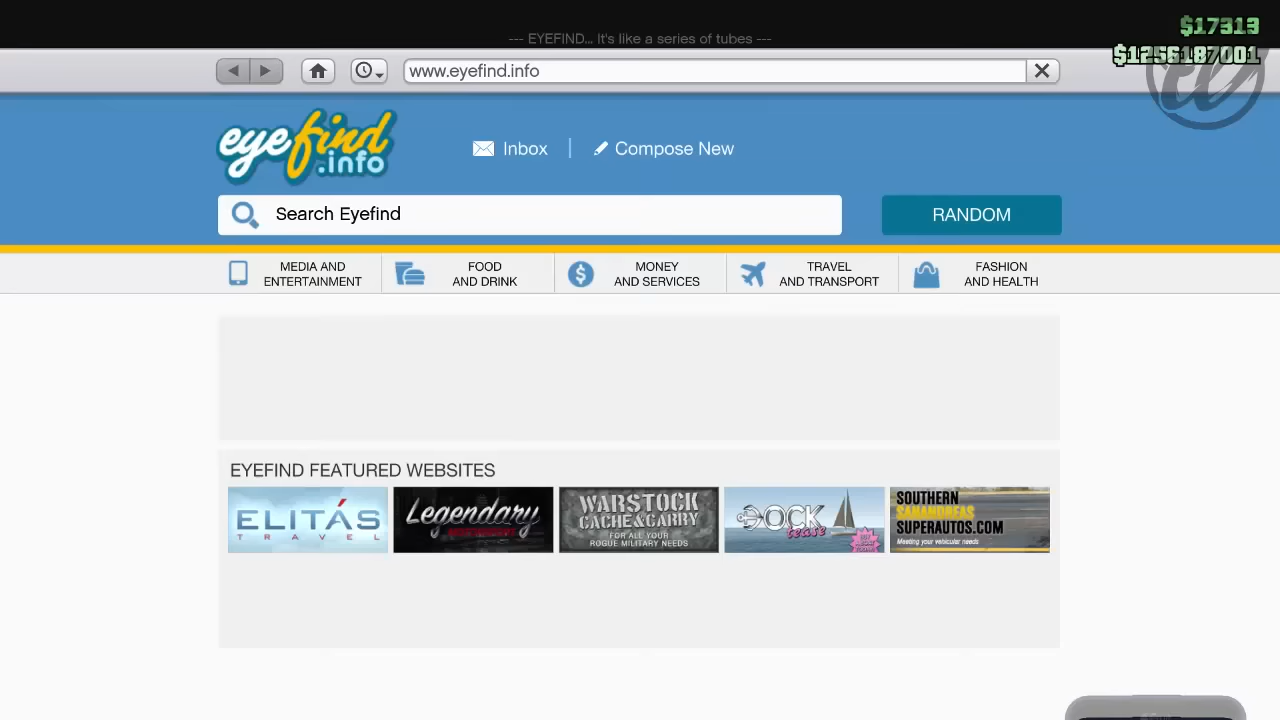 --- EYEFIND... It's like a series of tubes ---
$17313
$1256187001
www.eyefind.info
eyefind
.info
Inbox
Compose New
Search Eyefind
RANDOM
MEDIA AND
ENTERTAINMENT
FOOD
AND DRINK
MONEY
AND SERVICES
TRAVEL
AND TRANSPORT
FASHION
AND HEALTH
EYEFIND FEATURED WEBSITES
ELITÁS
TRAVEL
Legendary
WARSTOCK
CACHE&CARRY
FOR ALL YOUR
ROGUE MILITARY NEEDS
DOCK
tease
SOUTHERN
SANANDREAS
SUPERAUTOS.COM
Meeting your vehicular needs